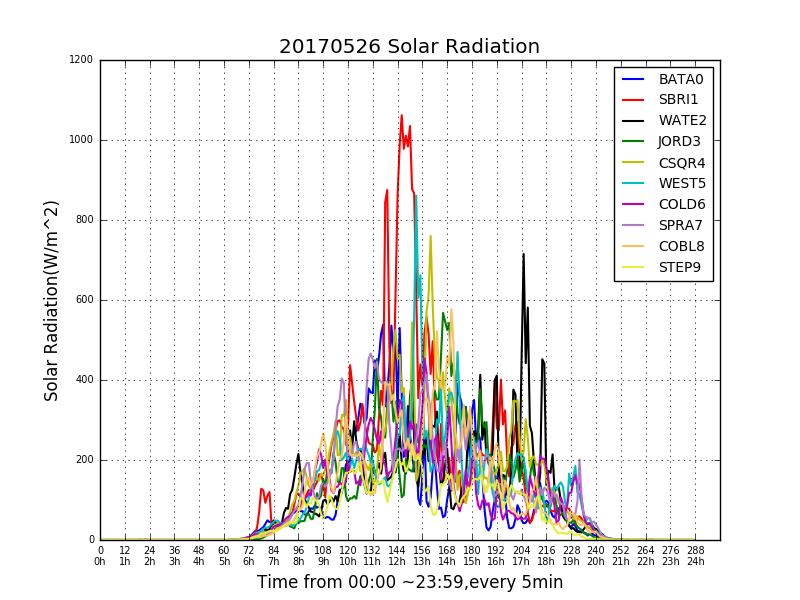 20170526 Solar Radiation
Solar Radiation(W/m^2)
1200
1000
800
600
400
200
0
BATA0
SBRI1
WATE2
JORD3
CSQR4
WEST5
COLD6
SPRA7
COBL8
STEP9
0 12 24 36 48 60 72 84 96 108 120 132 144 156 168 180 192 204 216 228 240 252 264 276 288
0h 1h 2h 3h 4h 5h 6h 7h 8h 9h 10h 11h 12h 13h 14h 15h 16h 17h 18h 19h 20h 21h 22h 23h 24h
Time from 00:00 ~23:59,every 5min